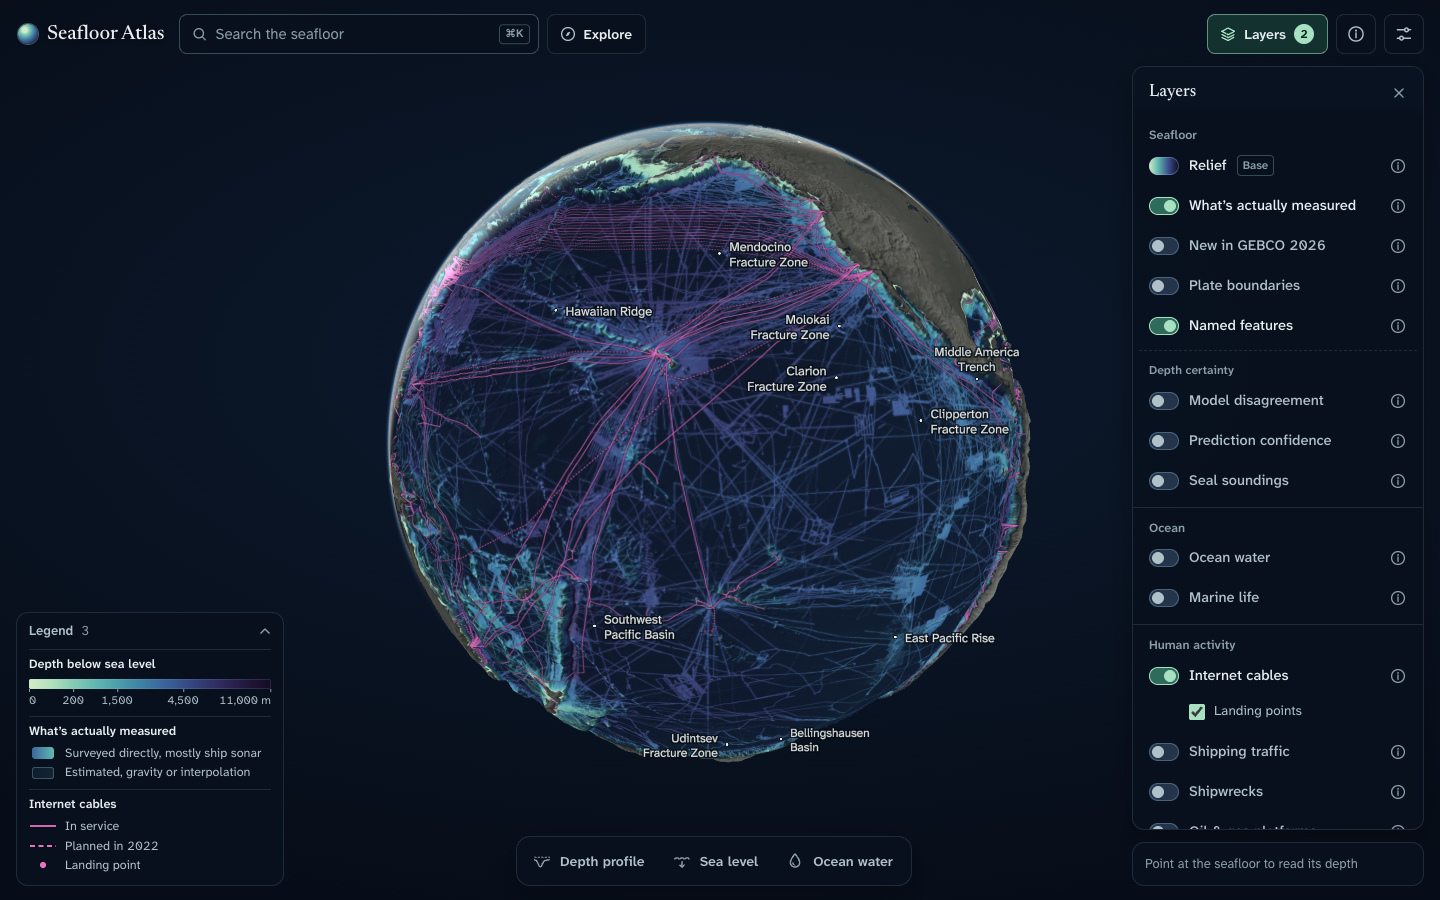 Seafloor Atlas
Search the seafloor
⌘K
Explore
Layers 2
Layers
Seafloor
Relief Base
What's actually measured
New in GEBCO 2026
Plate boundaries
Named features
Depth certainty
Model disagreement
Prediction confidence
Seal soundings
Ocean
Ocean water
Marine life
Human activity
Internet cables
Landing points
Shipping traffic
Shipwrecks
Oil & gas platforms
Point at the seafloor to read its depth
Mendocino
Fracture Zone
Hawaiian Ridge
Molokai
Fracture Zone
Middle America
Trench
Clarion
Fracture Zone
Clipperton
Fracture Zone
Southwest
Pacific Basin
East Pacific Rise
Udintsev
Fracture Zone
Bellingshausen
Basin
Legend 3
Depth below sea level
0 200 1,500 4,500 11,000 m
What's actually measured
Surveyed directly, mostly ship sonar
Estimated, gravity or interpolation
Internet cables
In service
Planned in 2022
Landing point
Depth profile
Sea level
Ocean water